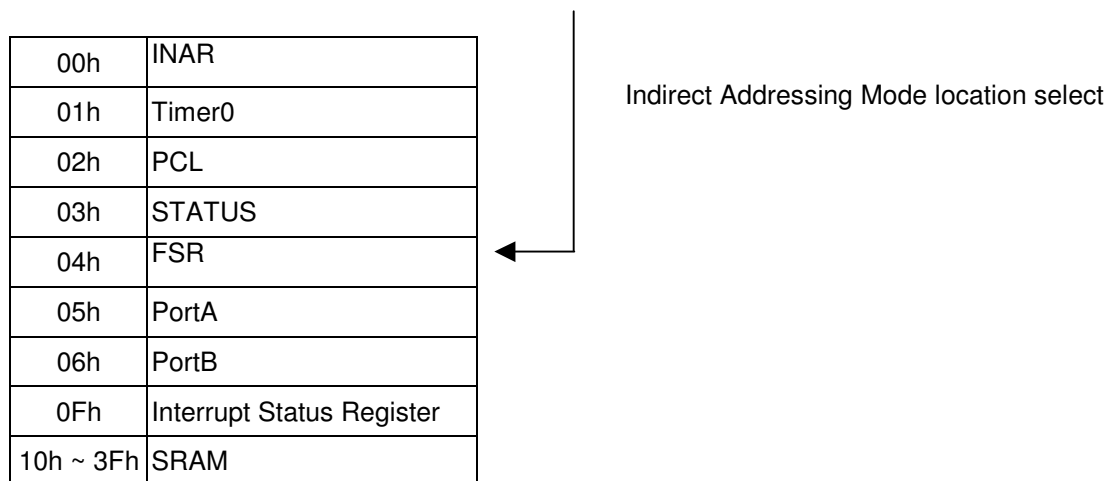 00h INAR
Indirect Addressing Mode location select
01h Timer0
02h PCL
03h STATUS
04h FSR
05h PortA
06h PortB
0Fh Interrupt Status Register
10h ~ 3Fh SRAM